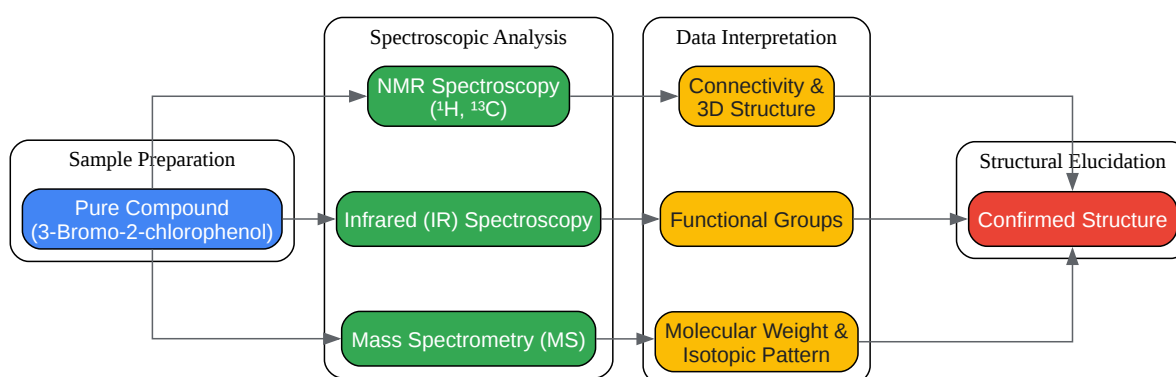 Spectroscopic Analysis
Data Interpretation
NMR Spectroscopy
(¹H, ¹³C)
Connectivity &
3D Structure
Sample Preparation
Structural Elucidation
Pure Compound
(3-Bromo-2-chlorophenol)
Infrared (IR) Spectroscopy
Functional Groups
Confirmed Structure
Mass Spectrometry (MS)
Molecular Weight &
Isotopic Pattern